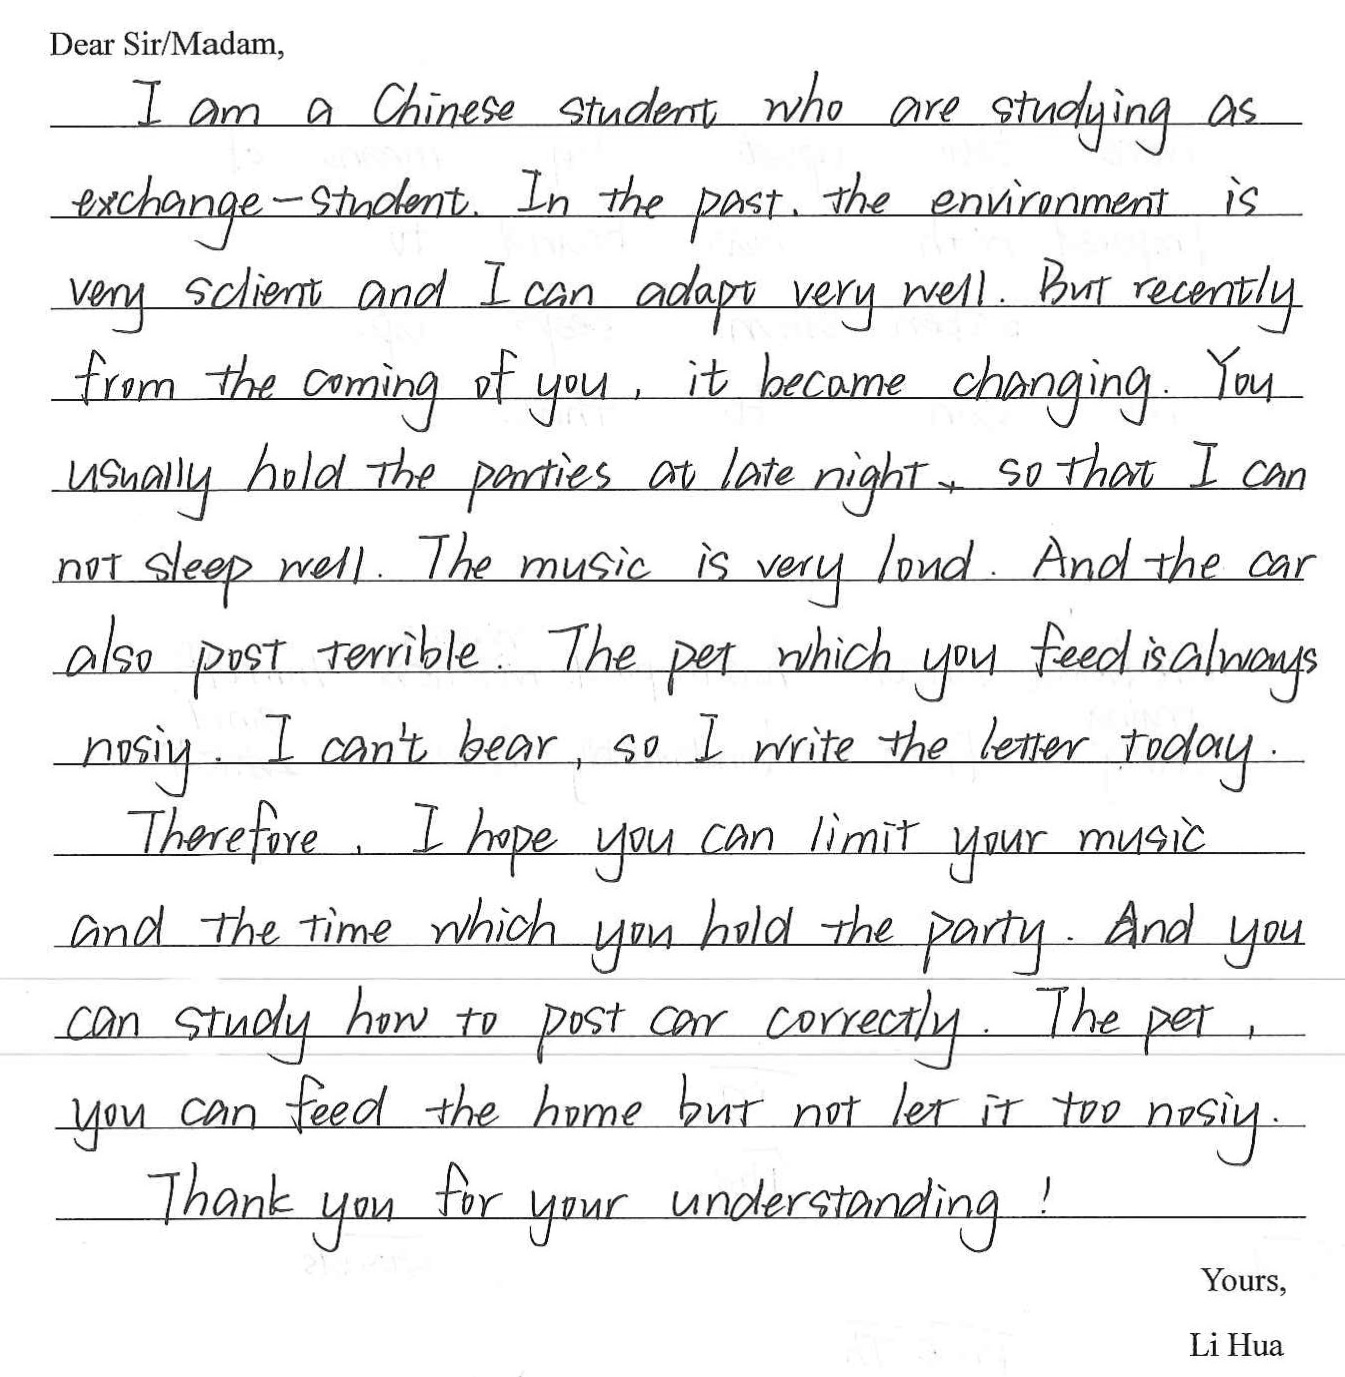 Dear Sir/Madam,
I am a Chinese student who are studying as
exchange-student. In the past, the environment is
very sclient and I can adapt very well. But recently
from the coming of you, it became changing. You
usually hold the parties at late night, so that I can
not sleep well. The music is very loud. And the car
also post terrible. The pet which you feed is always
nosiy. I can't bear, so I write the letter today.
Therefore, I hope you can limit your music
and the time which you hold the party. And you
can study how to post car correctly. The pet,
you can feed the home but not let it too nosiy.
Thank you for your understanding!
Yours,
Li Hua